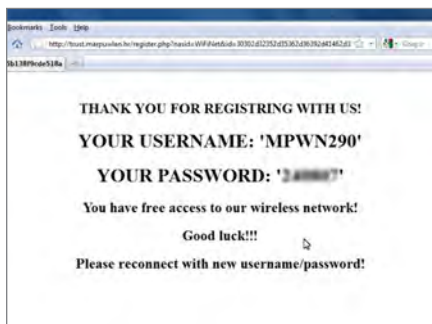 Bookmarks Tools Help
THANK YOU FOR REGISTRING WITH US!
YOUR USERNAME: 'MPWN290'
YOUR PASSWORD: ' '
You have free access to our wireless network!
Good luck!!!
Please reconnect with new username/password!